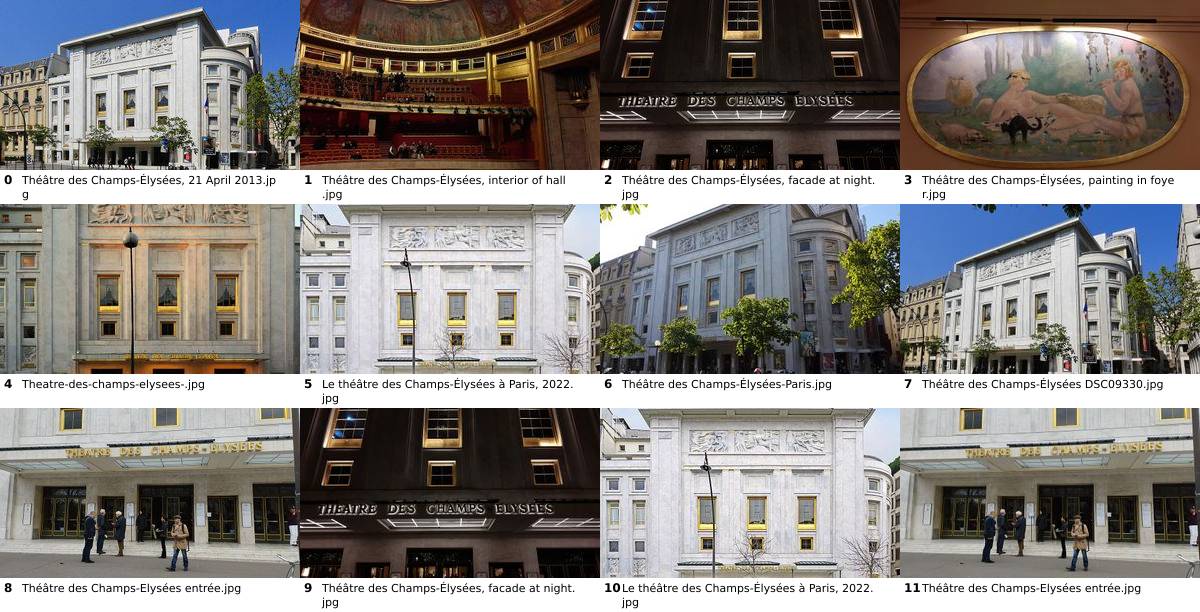 THEATRE DES CHAMPS ELYSEES
0 Théâtre des Champs-Élysées, 21 April 2013.jp
g
1 Théâtre des Champs-Élysées, interior of hall
.jpg
2 Théâtre des Champs-Élysées, facade at night.
jpg
3 Théâtre des Champs-Élysées, painting in foye
r.jpg
4 Theatre-des-champs-elysees-.jpg
5 Le théâtre des Champs-Élysées à Paris, 2022.
jpg
6 Théâtre des Champs-Élysées-Paris.jpg
7 Théâtre des Champs-Élysées DSC09330.jpg
THEATRE DES CHAMPS-ELYSEES
THEATRE DES CHAMPS ELYSEES
THEATRE DES CHAMPS-ELYSEES
8 Théâtre des Champs-Elysées entrée.jpg
9 Théâtre des Champs-Élysées, facade at night.
jpg
10 Le théâtre des Champs-Élysées à Paris, 2022.
jpg
11 Théâtre des Champs-Elysées entrée.jpg